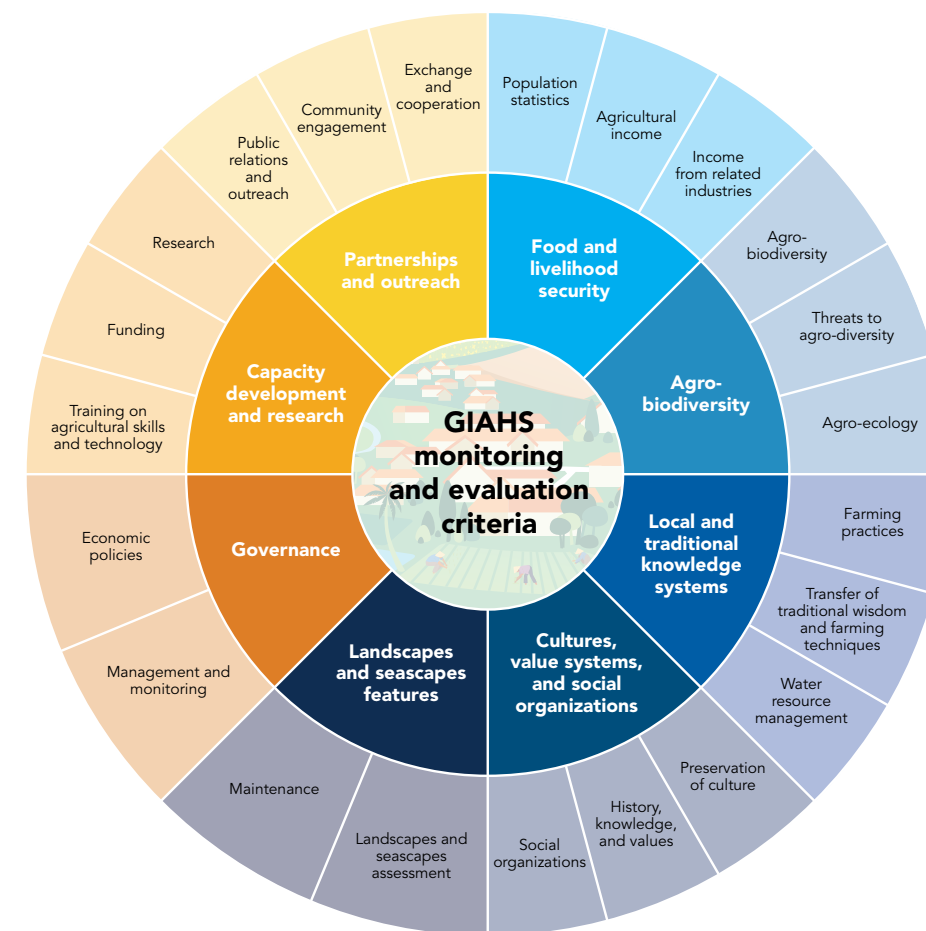 GIAHS
monitoring
and evaluation
criteria
Food and
livelihood
security
Population
statistics
Agricultural
income
Income
from related
industries
Agro-
biodiversity
Agro-
biodiversity
Threats to
agro-diversity
Agro-ecology
Local and
traditional
knowledge
systems
Farming
practices
Transfer of
traditional wisdom
and farming
techniques
Water
resource
management
Cultures,
value systems,
and social
organizations
Preservation
of culture
History,
knowledge,
and values
Social
organizations
Landscapes
and seascapes
features
Landscapes and
seascapes
assessment
Maintenance
Governance
Management and
monitoring
Economic
policies
Capacity
development
and research
Training on
agricultural skills
and technology
Funding
Research
Partnerships
and outreach
Public
relations
and
outreach
Community
engagement
Exchange
and
cooperation